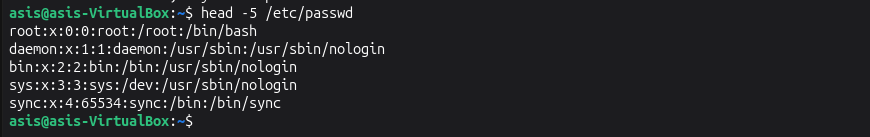 asis@asis-VirtualBox:~$ head -5 /etc/passwd
root:x:0:0:root:/root:/bin/bash
daemon:x:1:1:daemon:/usr/sbin:/usr/sbin/nologin
bin:x:2:2:bin:/bin:/usr/sbin/nologin
sys:x:3:3:sys:/dev:/usr/sbin/nologin
sync:x:4:65534:sync:/bin:/bin/sync
asis@asis-VirtualBox:~$